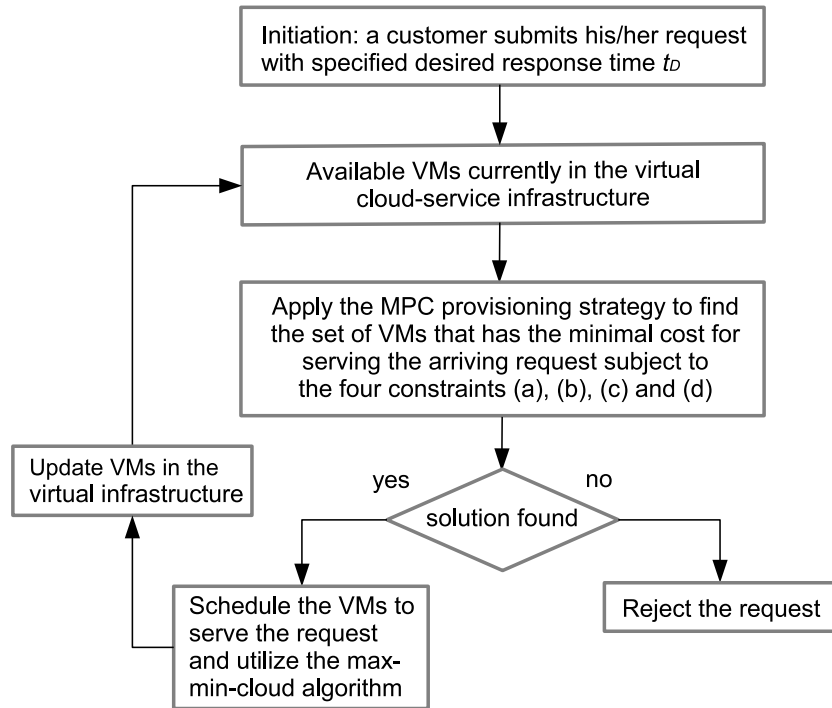 Initiation: a customer submits his/her request
with specified desired response time tD
Available VMs currently in the virtual
cloud-service infrastructure
Apply the MPC provisioning strategy to find
the set of VMs that has the minimal cost for
serving the arriving request subject to
the four constraints (a), (b), (c) and (d)
Update VMs in the
virtual infrastructure
yes
no
solution found
Schedule the VMs to
serve the request
and utilize the max-
min-cloud algorithm
Reject the request